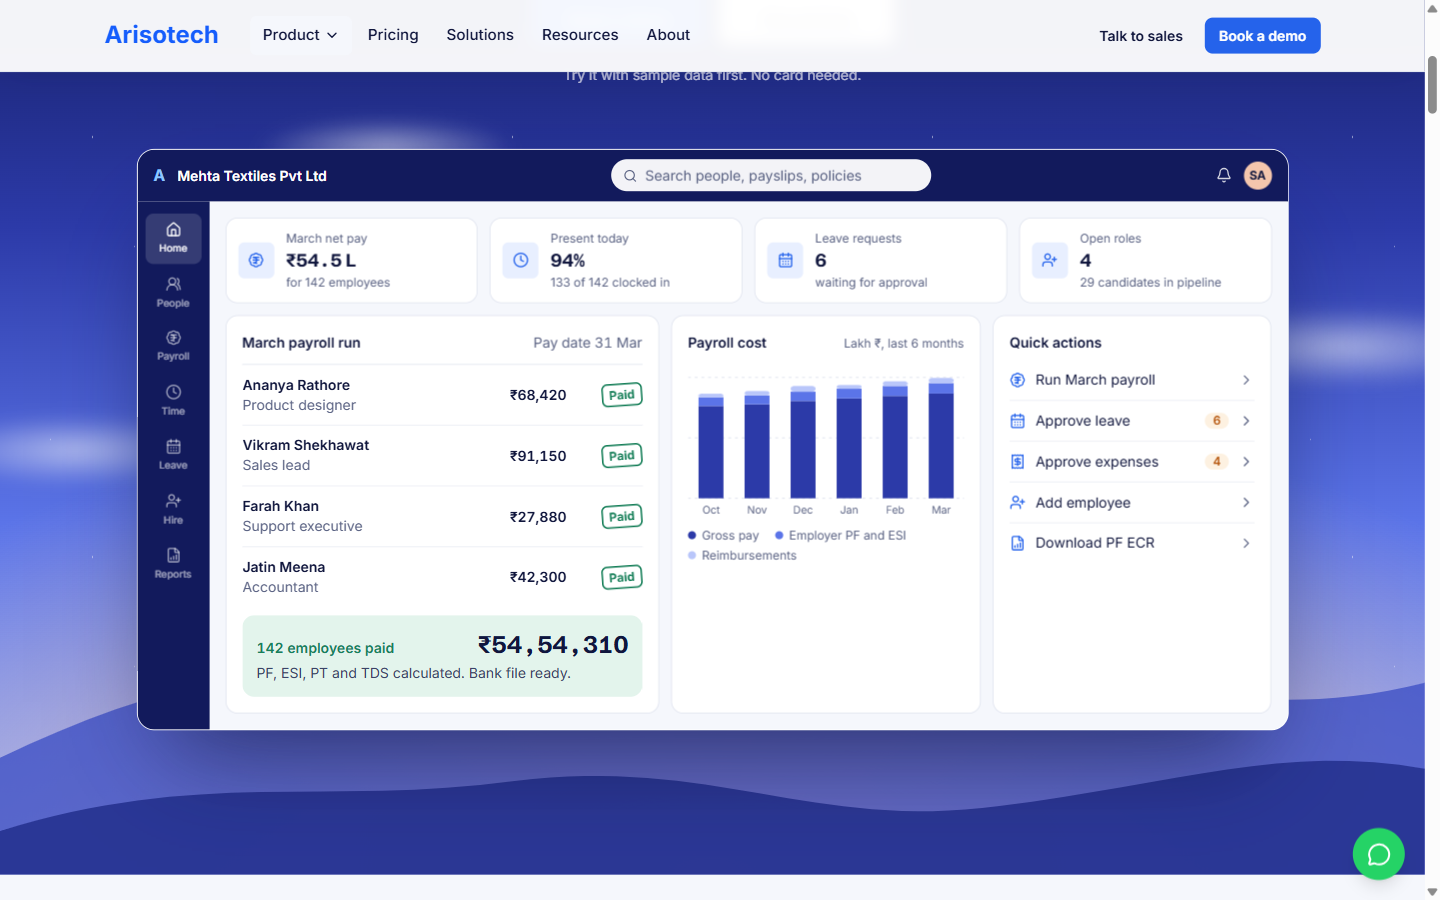 Arisotech
Product
Pricing
Solutions
Resources
About
Talk to sales
Book a demo
Try it with sample data first. No card needed.
A Mehta Textiles Pvt Ltd
Search people, payslips, policies
SA
Home
People
Payroll
Time
Leave
Hire
Reports
March net pay
₹54.5 L
for 142 employees
Present today
94%
133 of 142 clocked in
Leave requests
6
waiting for approval
Open roles
4
29 candidates in pipeline
March payroll run Pay date 31 Mar
Ananya Rathore
Product designer
₹68,420 Paid
Vikram Shekhawat
Sales lead
₹91,150 Paid
Farah Khan
Support executive
₹27,880 Paid
Jatin Meena
Accountant
₹42,300 Paid
142 employees paid ₹54,54,310
PF, ESI, PT and TDS calculated. Bank file ready.
Payroll cost Lakh ₹, last 6 months
Oct Nov Dec Jan Feb Mar
Gross pay Employer PF and ESI
Reimbursements
Quick actions
Run March payroll
Approve leave 6
Approve expenses 4
Add employee
Download PF ECR